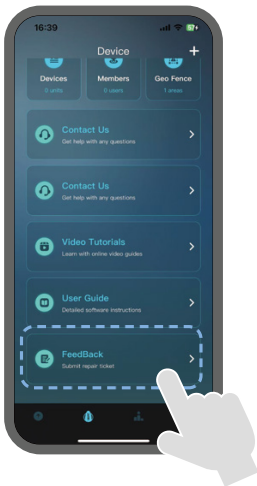 16:39
57
Device
+
Devices
Members
Geo Fence
0 units
0 users
1 areas
Contact Us
Get help with any questions
Contact Us
Get help with any questions
Video Tutorials
Learn with online video guides
User Guide
Detailed software instructions
FeedBack
Submit repair ticket